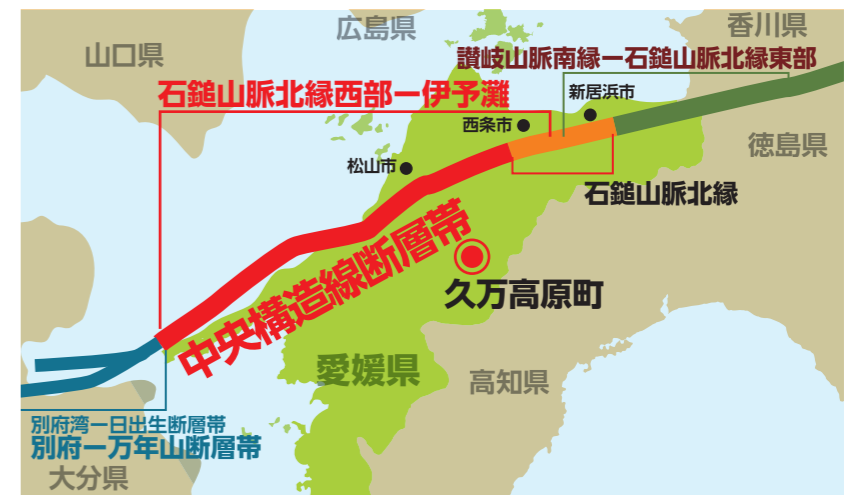 広島県
香川県
山口県
讃岐山脈南縁ー石鎚山脈北縁東部
石鎚山脈北縁西部ー伊予灘
新居浜市
西条市
徳島県
松山市
石鎚山脈北縁
中央構造線断層帯
久万高原町
愛媛県
高知県
別府湾ー日出生断層帯
別府ー万年山断層帯
大分県